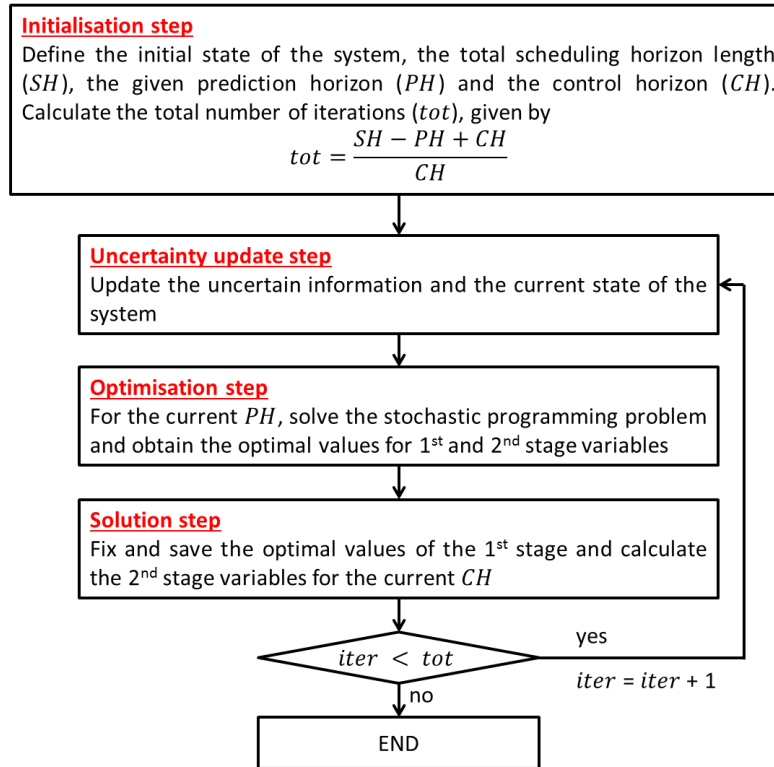 Initialisation step
Define the initial state of the system, the total scheduling horizon length
(SH), the given prediction horizon (PH) and the control horizon (CH).
Calculate the total number of iterations (tot), given by
tot = (SH − PH + CH) / CH
Uncertainty update step
Update the uncertain information and the current state of the
system
Optimisation step
For the current PH, solve the stochastic programming problem
and obtain the optimal values for 1st and 2nd stage variables
Solution step
Fix and save the optimal values of the 1st stage and calculate
the 2nd stage variables for the current CH
iter < tot
yes
iter = iter + 1
no
END